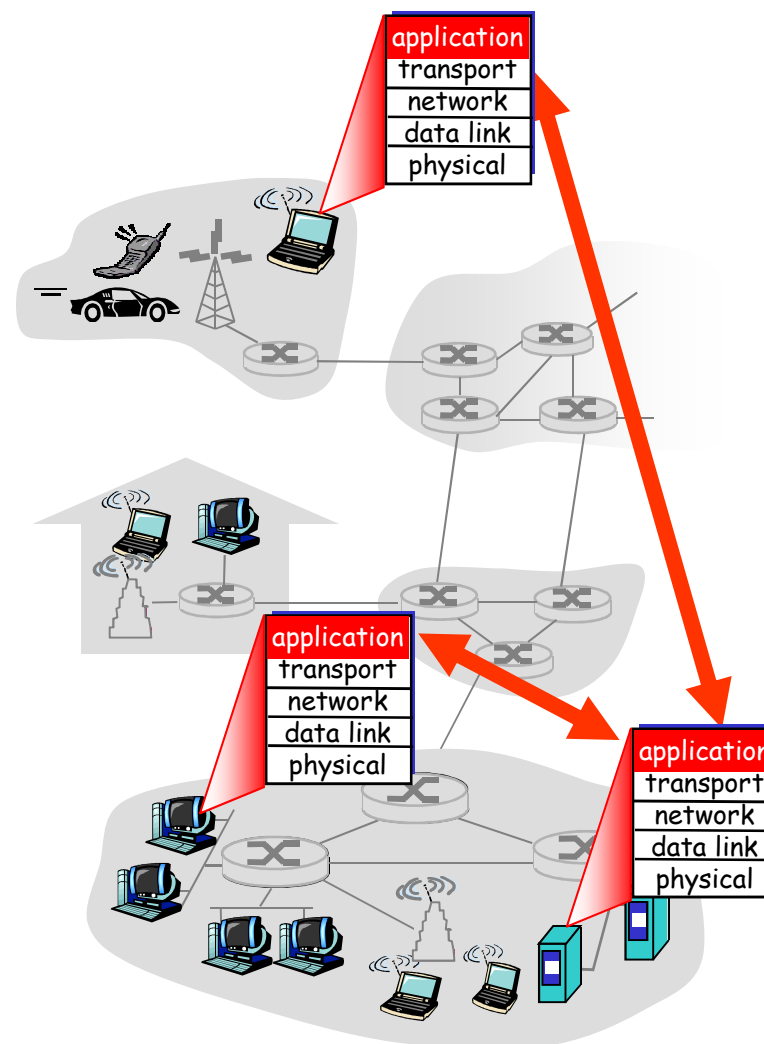 application
transport
network
data link
physical
application
transport
network
data link
physical
application
transport
network
data link
physical